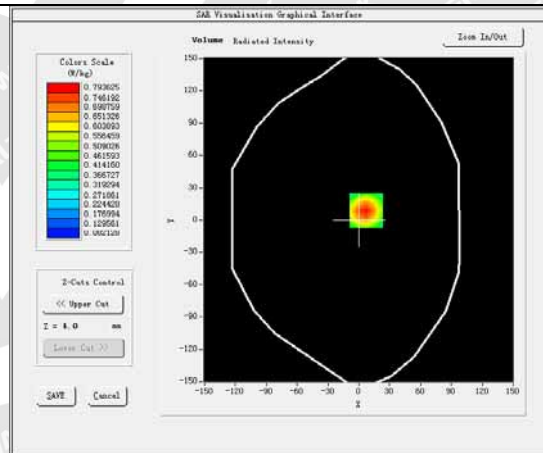 SAR Visualisation Graphical Interface
Volume Radiated Intensity
Zoom In/Out
Colors Scale
(W/kg)
0.793625
0.746192
0.698759
0.651326
0.603893
0.556459
0.509026
0.461593
0.414160
0.366727
0.319294
0.271861
0.224428
0.176994
0.129561
0.082128
Z-Cuts Control
<< Upper Cut
Z = 4.0 mm
Lower Cut >>
SAVE
Cancel
150
120
90
60
30
0
-30
-60
-90
-120
-150
Y
-150 -120 -90 -60 -30 0 30 60 90 120 150
X